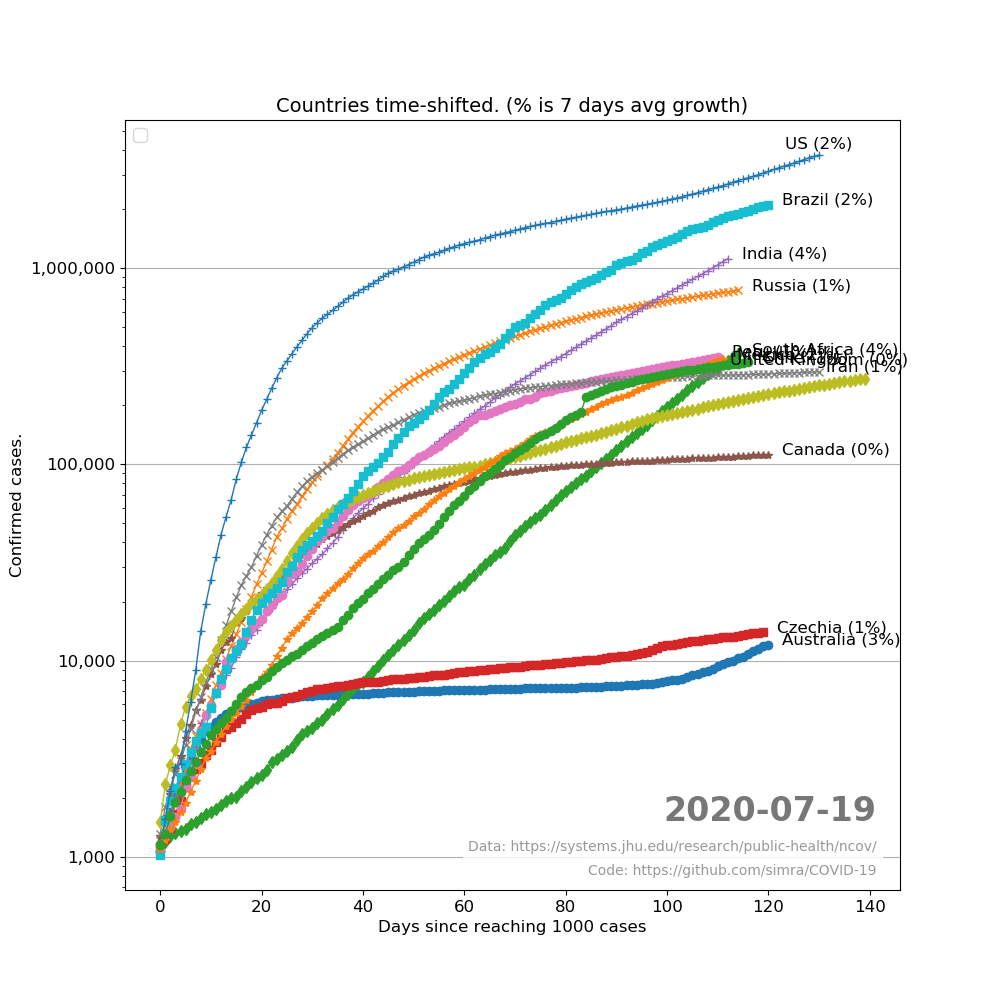 Countries time-shifted. (% is 7 days avg growth)
US (2%)
Brazil (2%)
India (4%)
Russia (1%)
South Africa (4%)
United Kingdom (0%)
Iran (1%)
Canada (0%)
Czechia (1%)
Australia (3%)
1,000,000
100,000
10,000
1,000
Confirmed cases.
2020-07-19
Data: https://systems.jhu.edu/research/public-health/ncov/
Code: https://github.com/simra/COVID-19
0 20 40 60 80 100 120 140
Days since reaching 1000 cases